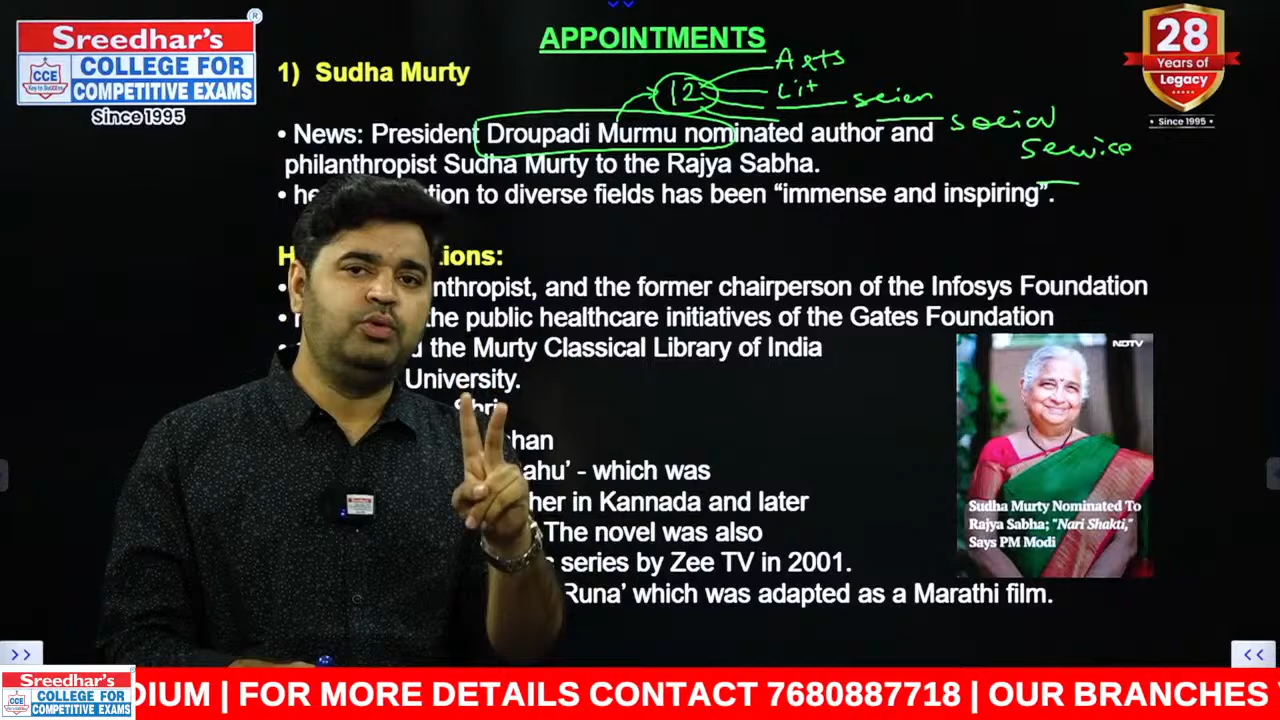 Sreedhar's
CCE
Key to Success
COLLEGE FOR
COMPETITIVE EXAMS
Since 1995
R
APPOINTMENTS
28
Years of
Legacy
Since 1995
1) Sudha Murty
12
Arts
Lit
scien
social
service
• News: President Droupadi Murmu nominated author and
philanthropist Sudha Murty to the Rajya Sabha.
• he tion to diverse fields has been “immense and inspiring”.
H tions:
• nthropist, and the former chairperson of the Infosys Foundation
• the public healthcare initiatives of the Gates Foundation
• d the Murty Classical Library of India
University.
Shri
han
ahu’ - which was
her in Kannada and later
The novel was also
series by Zee TV in 2001.
Runa’ which was adapted as a Marathi film.
NDTV
Sudha Murty Nominated To
Rajya Sabha; "Nari Shakti,"
Says PM Modi
>>
<<
Sreedhar's
CCE
COLLEGE FOR
COMPETITIVE EXAMS
DIUM | FOR MORE DETAILS CONTACT 7680887718 | OUR BRANCHES